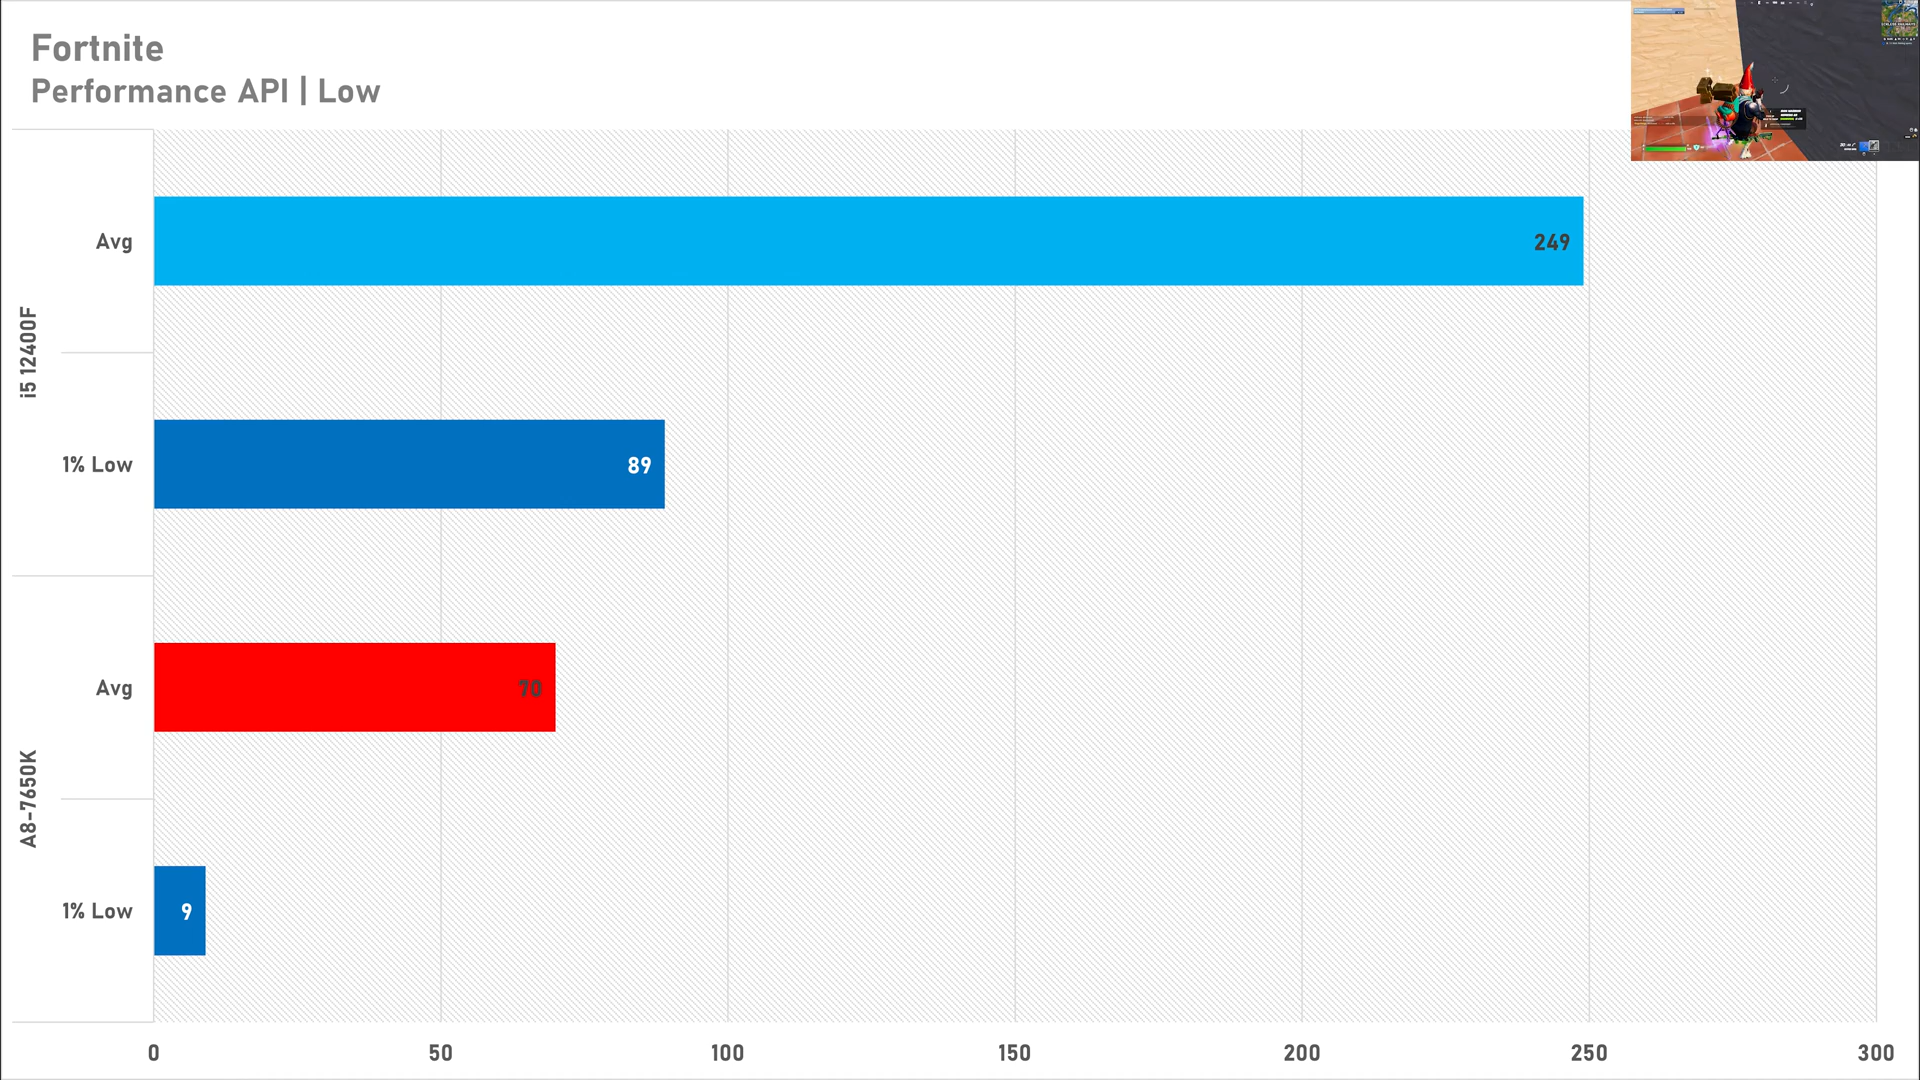 Fortnite
Performance API | Low
i5 12400F
Avg
249
1% Low
89
A8-7650K
Avg
70
1% Low
9
0 50 100 150 200 250 300